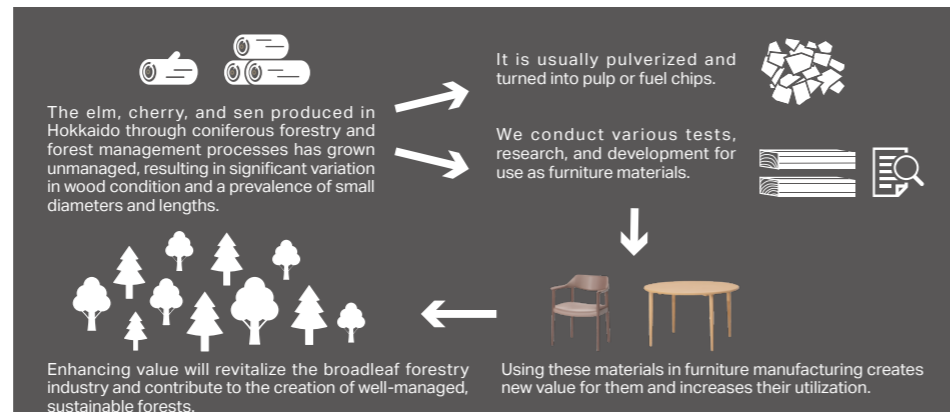 The elm, cherry, and sen produced in
Hokkaido through coniferous forestry and
forest management processes has grown
unmanaged, resulting in significant variation
in wood condition and a prevalence of small
diameters and lengths.
It is usually pulverized and
turned into pulp or fuel chips.
We conduct various tests,
research, and development for
use as furniture materials.
Using these materials in furniture manufacturing creates
new value for them and increases their utilization.
Enhancing value will revitalize the broadleaf forestry
industry and contribute to the creation of well-managed,
sustainable forests.